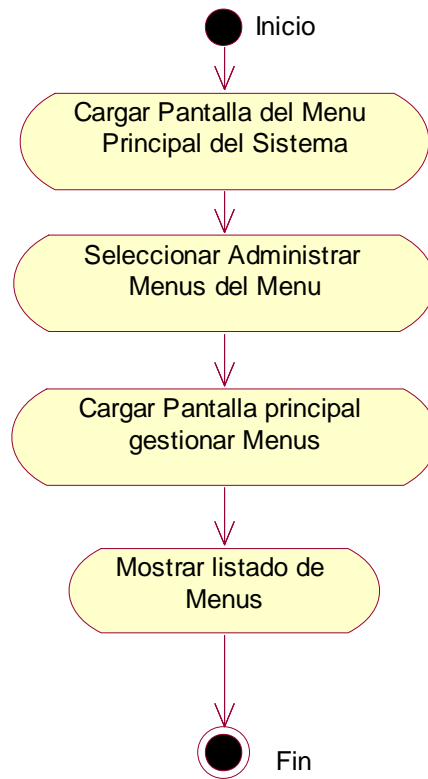 Inicio
Cargar Pantalla del Menu
Principal del Sistema
Seleccionar Administrar
Menus del Menu
Cargar Pantalla principal
gestionar Menus
Mostrar listado de
Menus
Fin